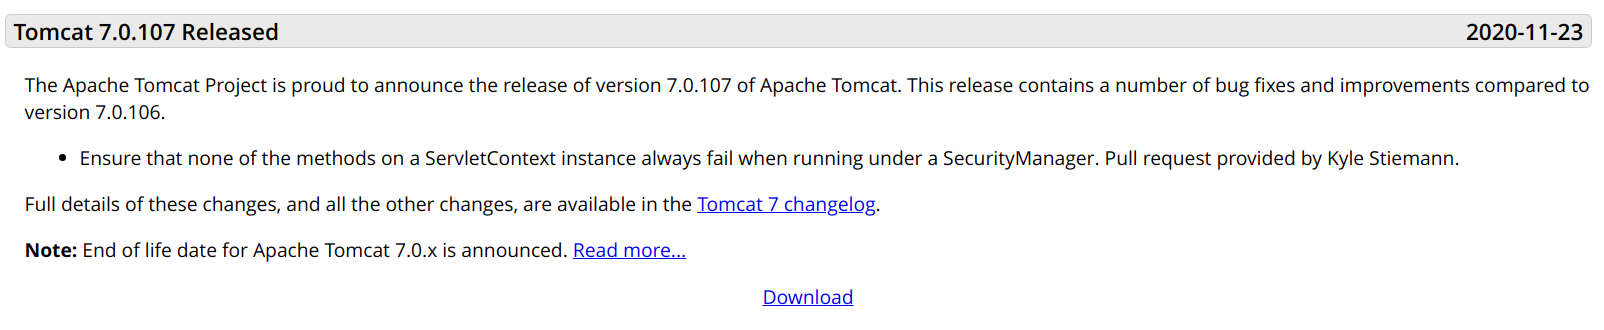 Tomcat 7.0.107 Released 2020-11-23
The Apache Tomcat Project is proud to announce the release of version 7.0.107 of Apache Tomcat. This release contains a number of bug fixes and improvements compared to
version 7.0.106.
• Ensure that none of the methods on a ServletContext instance always fail when running under a SecurityManager. Pull request provided by Kyle Stiemann.
Full details of these changes, and all the other changes, are available in the Tomcat 7 changelog.
Note: End of life date for Apache Tomcat 7.0.x is announced. Read more...
Download